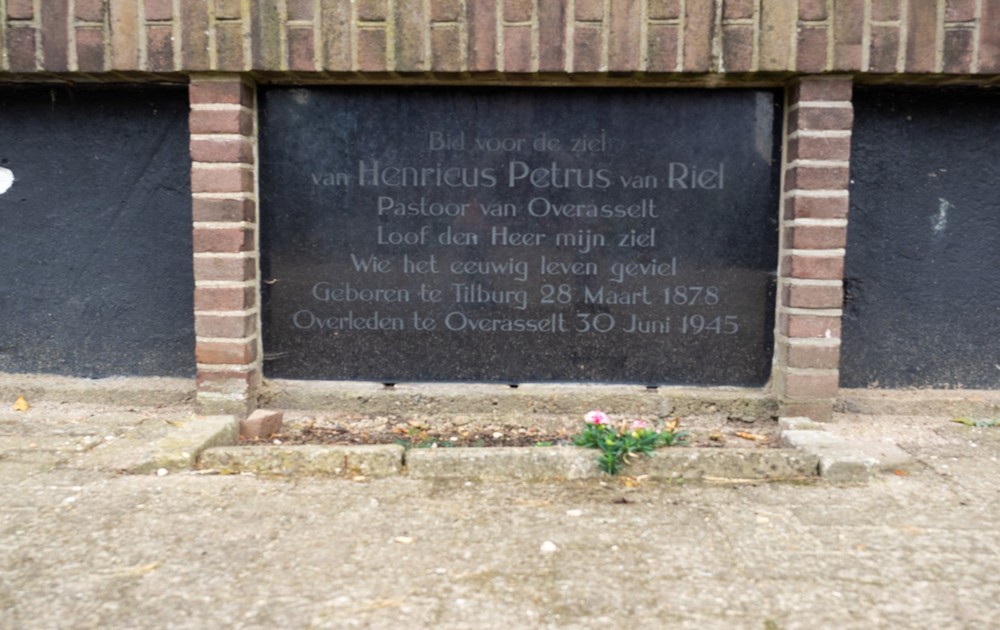 Bid voor de ziel
van Henricus Petrus van Riel
Pastoor van Overasselt
Loof den Heer mijn ziel
Wie het eeuwig leven geviel
Geboren te Tilburg 28 Maart 1878
Overleden te Overasselt 30 Juni 1945